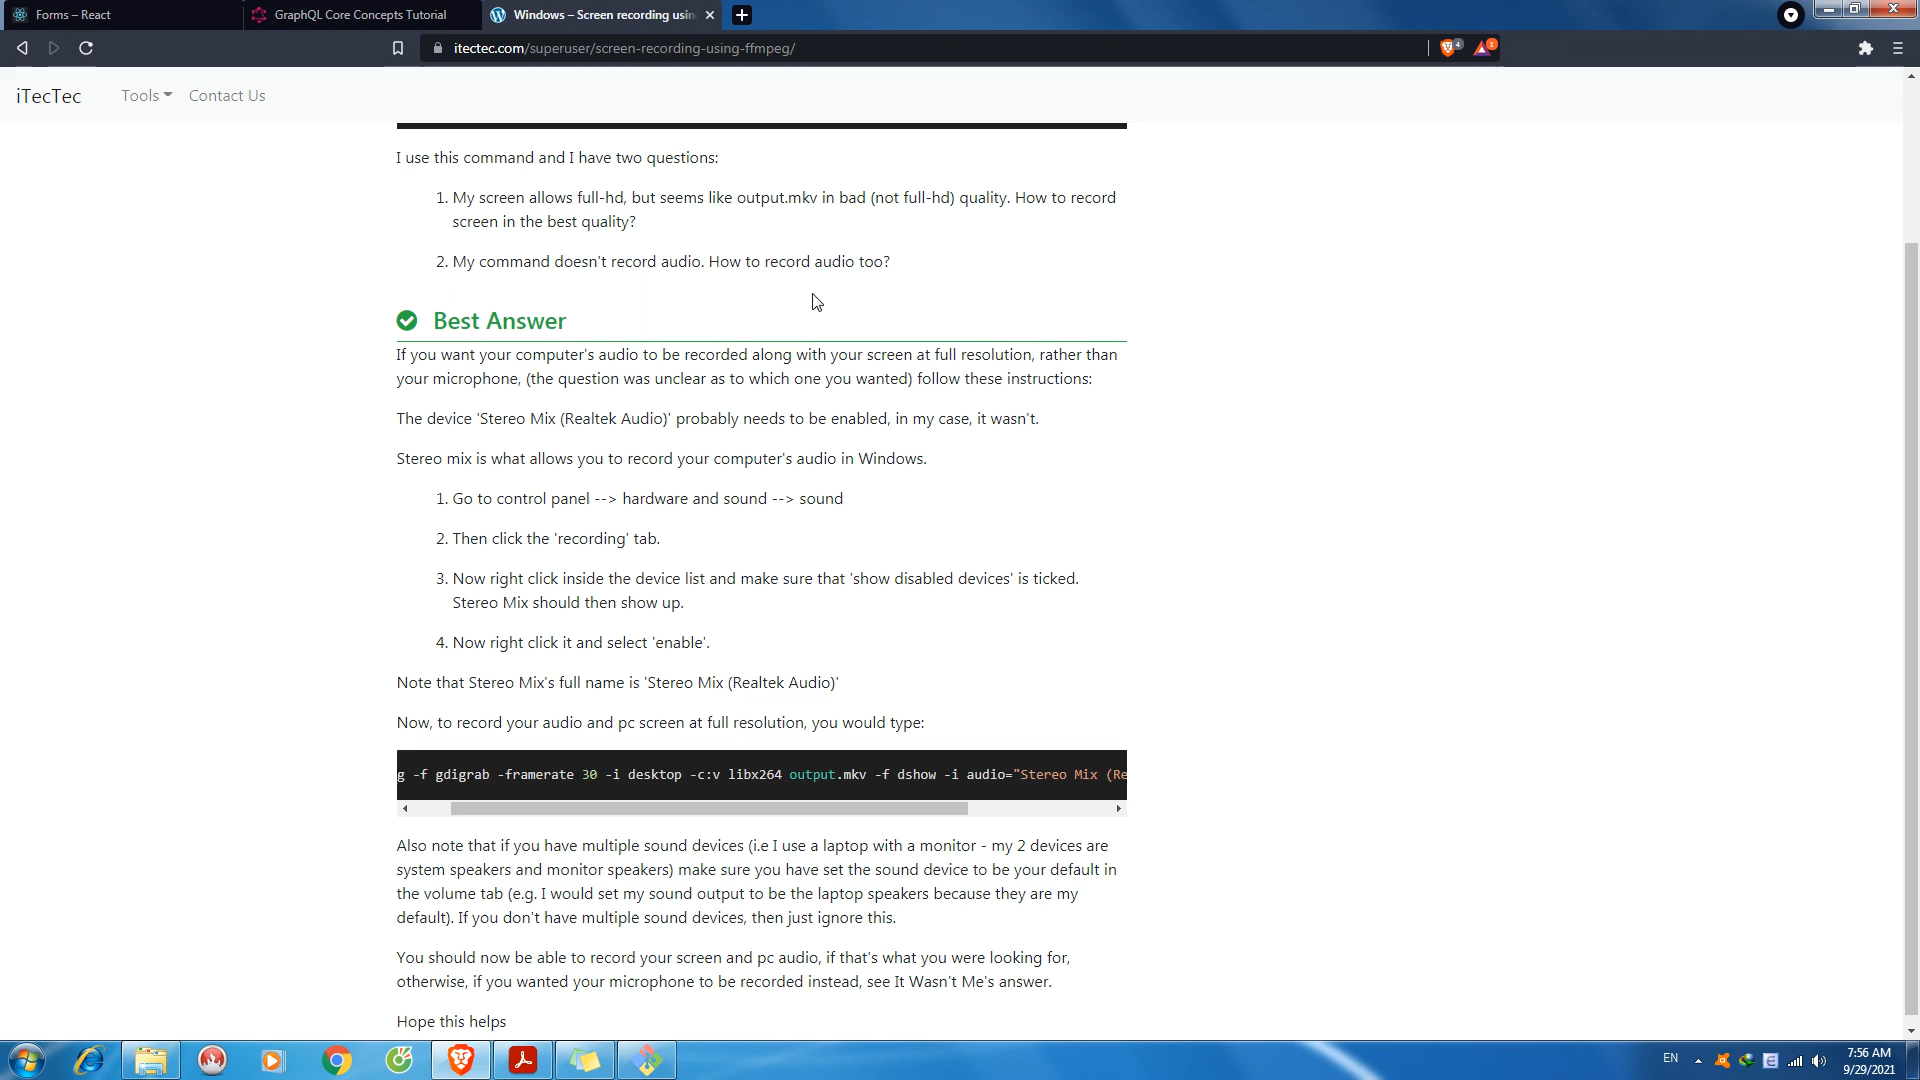 Forms – React
GraphQL Core Concepts Tutorial
Windows – Screen recording usin
itectec.com/superuser/screen-recording-using-ffmpeg/
4
1
iTecTec
Tools
Contact Us
I use this command and I have two questions:
1. My screen allows full-hd, but seems like output.mkv in bad (not full-hd) quality. How to record
screen in the best quality?
2. My command doesn't record audio. How to record audio too?
Best Answer
If you want your computer's audio to be recorded along with your screen at full resolution, rather than
your microphone, (the question was unclear as to which one you wanted) follow these instructions:
The device 'Stereo Mix (Realtek Audio)' probably needs to be enabled, in my case, it wasn't.
Stereo mix is what allows you to record your computer's audio in Windows.
1. Go to control panel --> hardware and sound --> sound
2. Then click the 'recording' tab.
3. Now right click inside the device list and make sure that 'show disabled devices' is ticked.
Stereo Mix should then show up.
4. Now right click it and select 'enable'.
Note that Stereo Mix's full name is 'Stereo Mix (Realtek Audio)'
Now, to record your audio and pc screen at full resolution, you would type:
g -f gdigrab -framerate 30 -i desktop -c:v libx264 output.mkv -f dshow -i audio="Stereo Mix (Re
Also note that if you have multiple sound devices (i.e I use a laptop with a monitor - my 2 devices are
system speakers and monitor speakers) make sure you have set the sound device to be your default in
the volume tab (e.g. I would set my sound output to be the laptop speakers because they are my
default). If you don't have multiple sound devices, then just ignore this.
You should now be able to record your screen and pc audio, if that's what you were looking for,
otherwise, if you wanted your microphone to be recorded instead, see It Wasn't Me's answer.
Hope this helps
EN
7:56 AM
9/29/2021